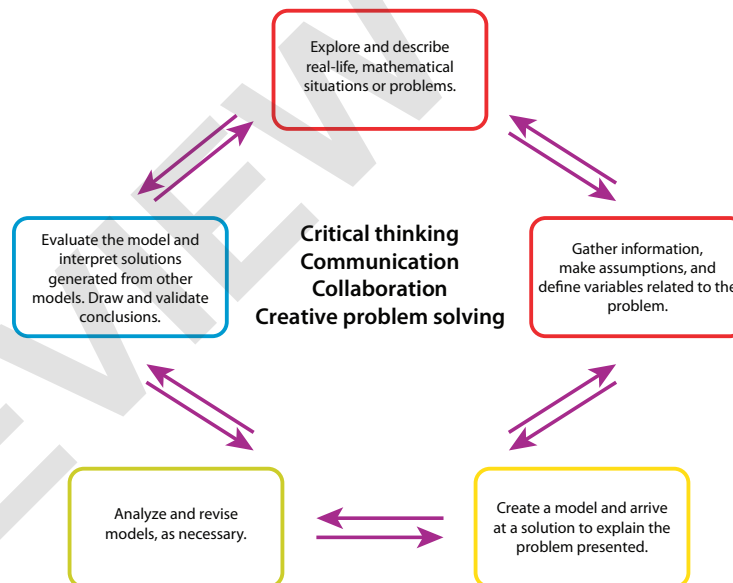 Explore and describe
real-life, mathematical
situations or problems.
Evaluate the model and
interpret solutions
generated from other
models. Draw and validate
conclusions.
Critical thinking
Communication
Collaboration
Creative problem solving
Gather information,
make assumptions, and
define variables related to the
problem.
Analyze and revise
models, as necessary.
Create a model and arrive
at a solution to explain the
problem presented.
EVIEW